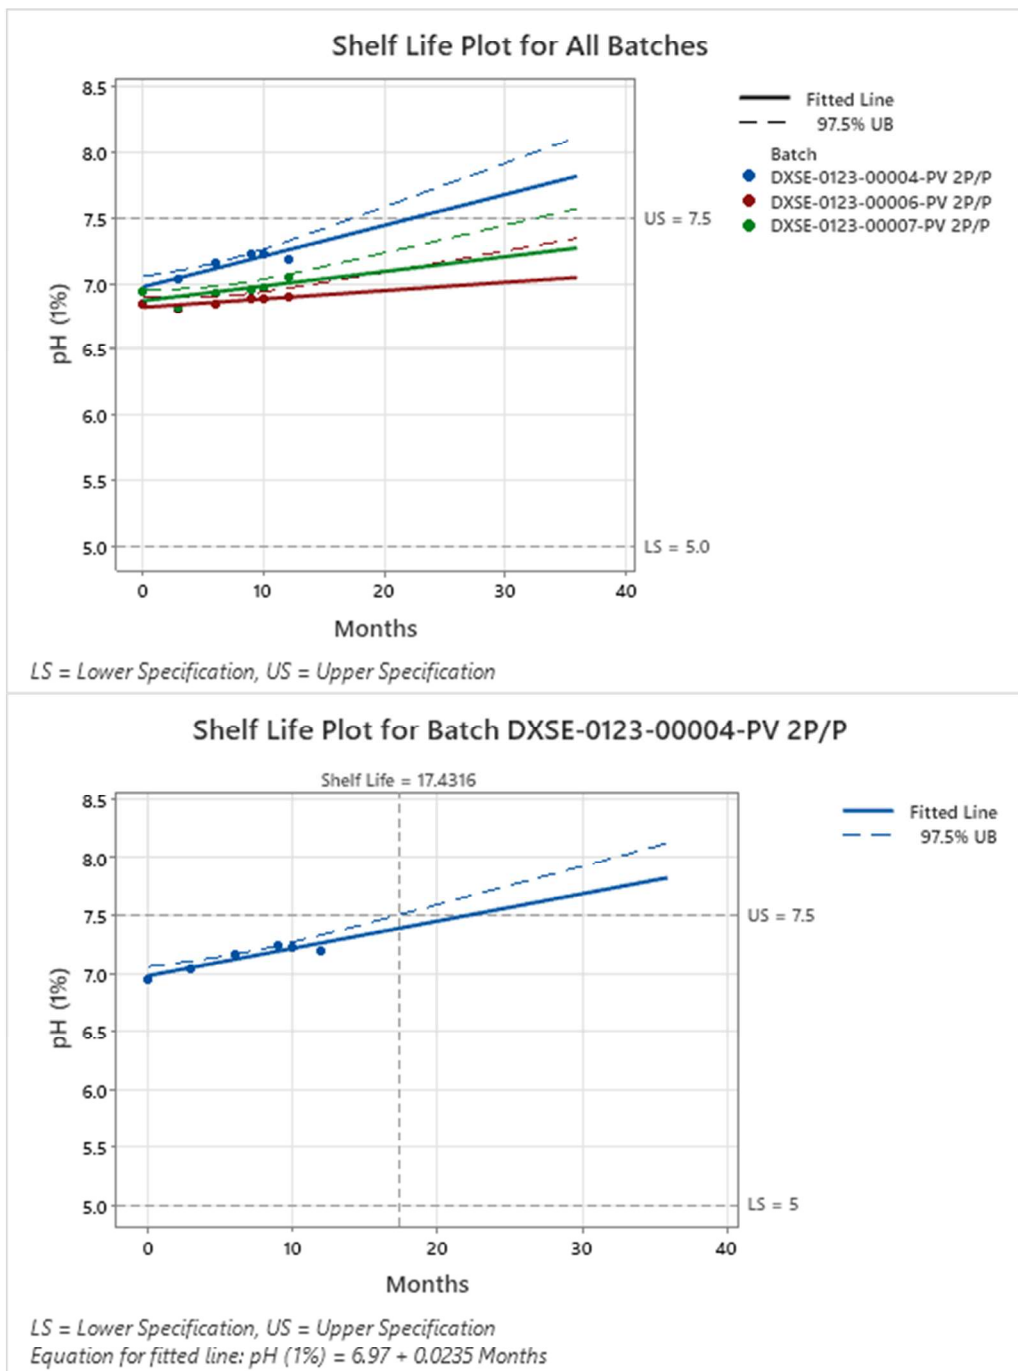 Shelf Life Plot for All Batches
8.5
8.0
7.5
7.0
6.5
6.0
5.5
5.0
pH (1%)
0 10 20 30 40
Months
US = 7.5
LS = 5.0
Fitted Line
97.5% UB
Batch
DXSE-0123-00004-PV 2P/P
DXSE-0123-00006-PV 2P/P
DXSE-0123-00007-PV 2P/P
LS = Lower Specification, US = Upper Specification
Shelf Life Plot for Batch DXSE-0123-00004-PV 2P/P
Shelf Life = 17.4316
8.5
8.0
7.5
7.0
6.5
6.0
5.5
5.0
pH (1%)
0 10 20 30 40
Months
US = 7.5
LS = 5
Fitted Line
97.5% UB
LS = Lower Specification, US = Upper Specification
Equation for fitted line: pH (1%) = 6.97 + 0.0235 Months